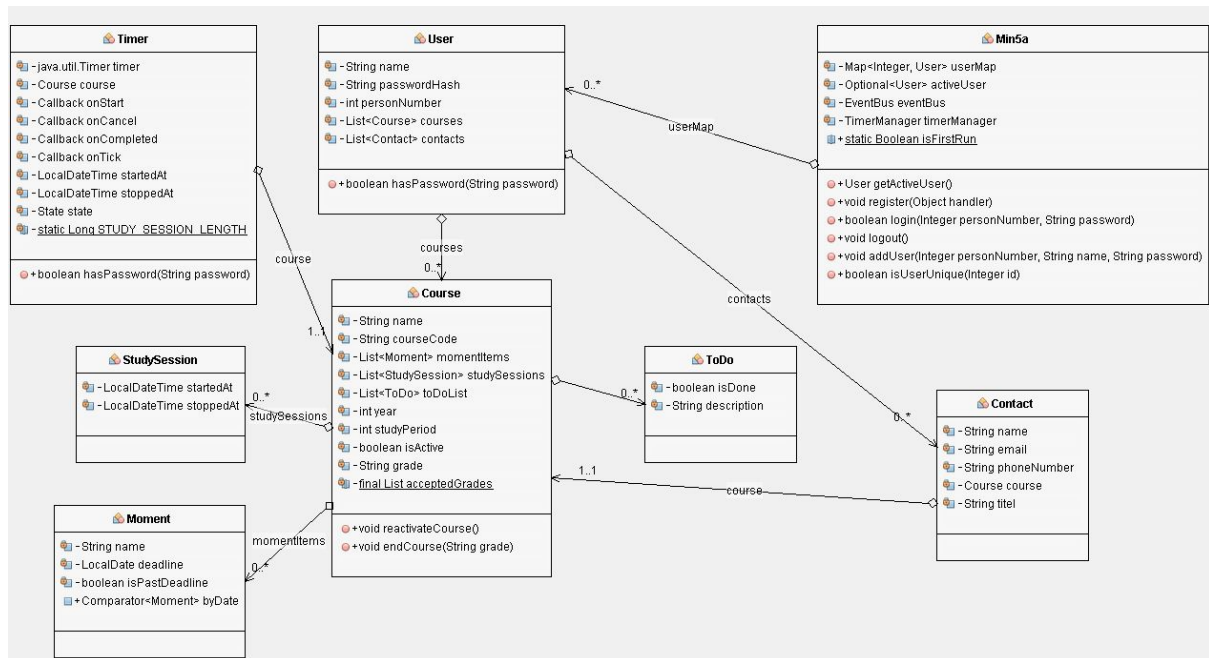 Timer
-java.util.Timer timer
-Course course
-Callback onStart
-Callback onCancel
-Callback onCompleted
-Callback onTick
-LocalDateTime startedAt
-LocalDateTime stoppedAt
-State state
-static Long STUDY_SESSION_LENGTH
+boolean hasPassword(String password)
User
-String name
-String passwordHash
-int personNumber
-List<Course> courses
-List<Contact> contacts
+boolean hasPassword(String password)
Min5a
-Map<Integer, User> userMap
-Optional<User> activeUser
-EventBus eventBus
-TimerManager timerManager
+static Boolean isFirstRun
+User getActiveUser()
+void register(Object handler)
+boolean login(Integer personNumber, String password)
+void logout()
+void addUser(Integer personNumber, String name, String password)
+boolean isUserUnique(Integer id)
0..*
userMap
course
1..1
courses
0..*
contacts
0..*
Course
-String name
-String courseCode
-List<Moment> momentItems
-List<StudySession> studySessions
-List<ToDo> toDoList
-int year
-int studyPeriod
-boolean isActive
-String grade
-final List acceptedGrades
+void reactivateCourse()
+void endCourse(String grade)
StudySession
-LocalDateTime startedAt
-LocalDateTime stoppedAt
0..*
studySessions
ToDo
-boolean isDone
-String description
0..*
Contact
-String name
-String email
-String phoneNumber
-Course course
-String titel
1..1
course
Moment
-String name
-LocalDate deadline
-boolean isPastDeadline
+Comparator<Moment> byDate
momentItems
0..*